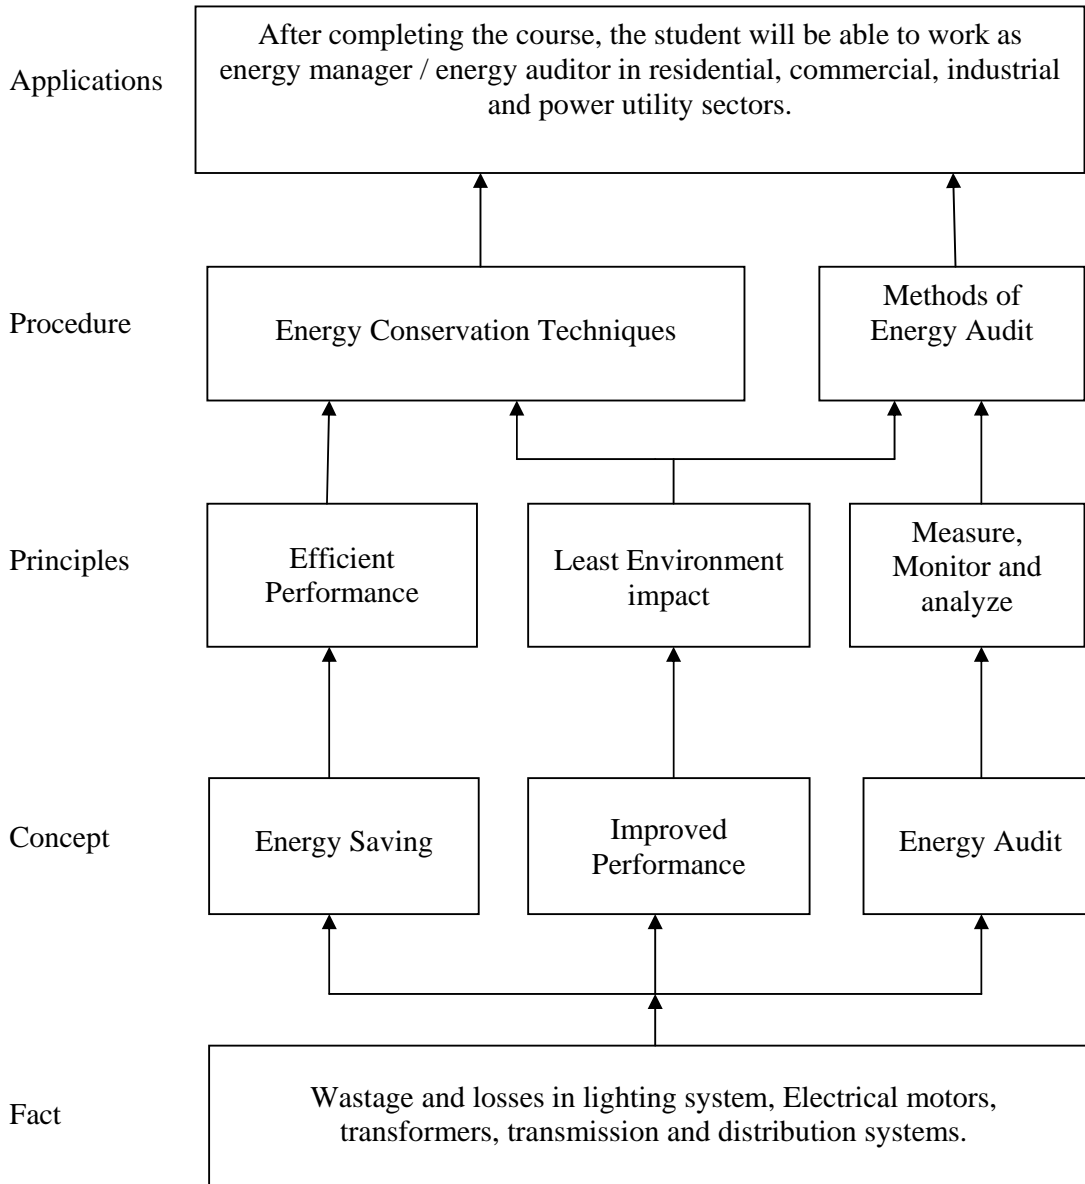 Applications
After completing the course, the student will be able to work as
energy manager / energy auditor in residential, commercial, industrial
and power utility sectors.
Procedure
Energy Conservation Techniques
Methods of
Energy Audit
Principles
Efficient
Performance
Least Environment
impact
Measure,
Monitor and
analyze
Concept
Energy Saving
Improved
Performance
Energy Audit
Fact
Wastage and losses in lighting system, Electrical motors,
transformers, transmission and distribution systems.